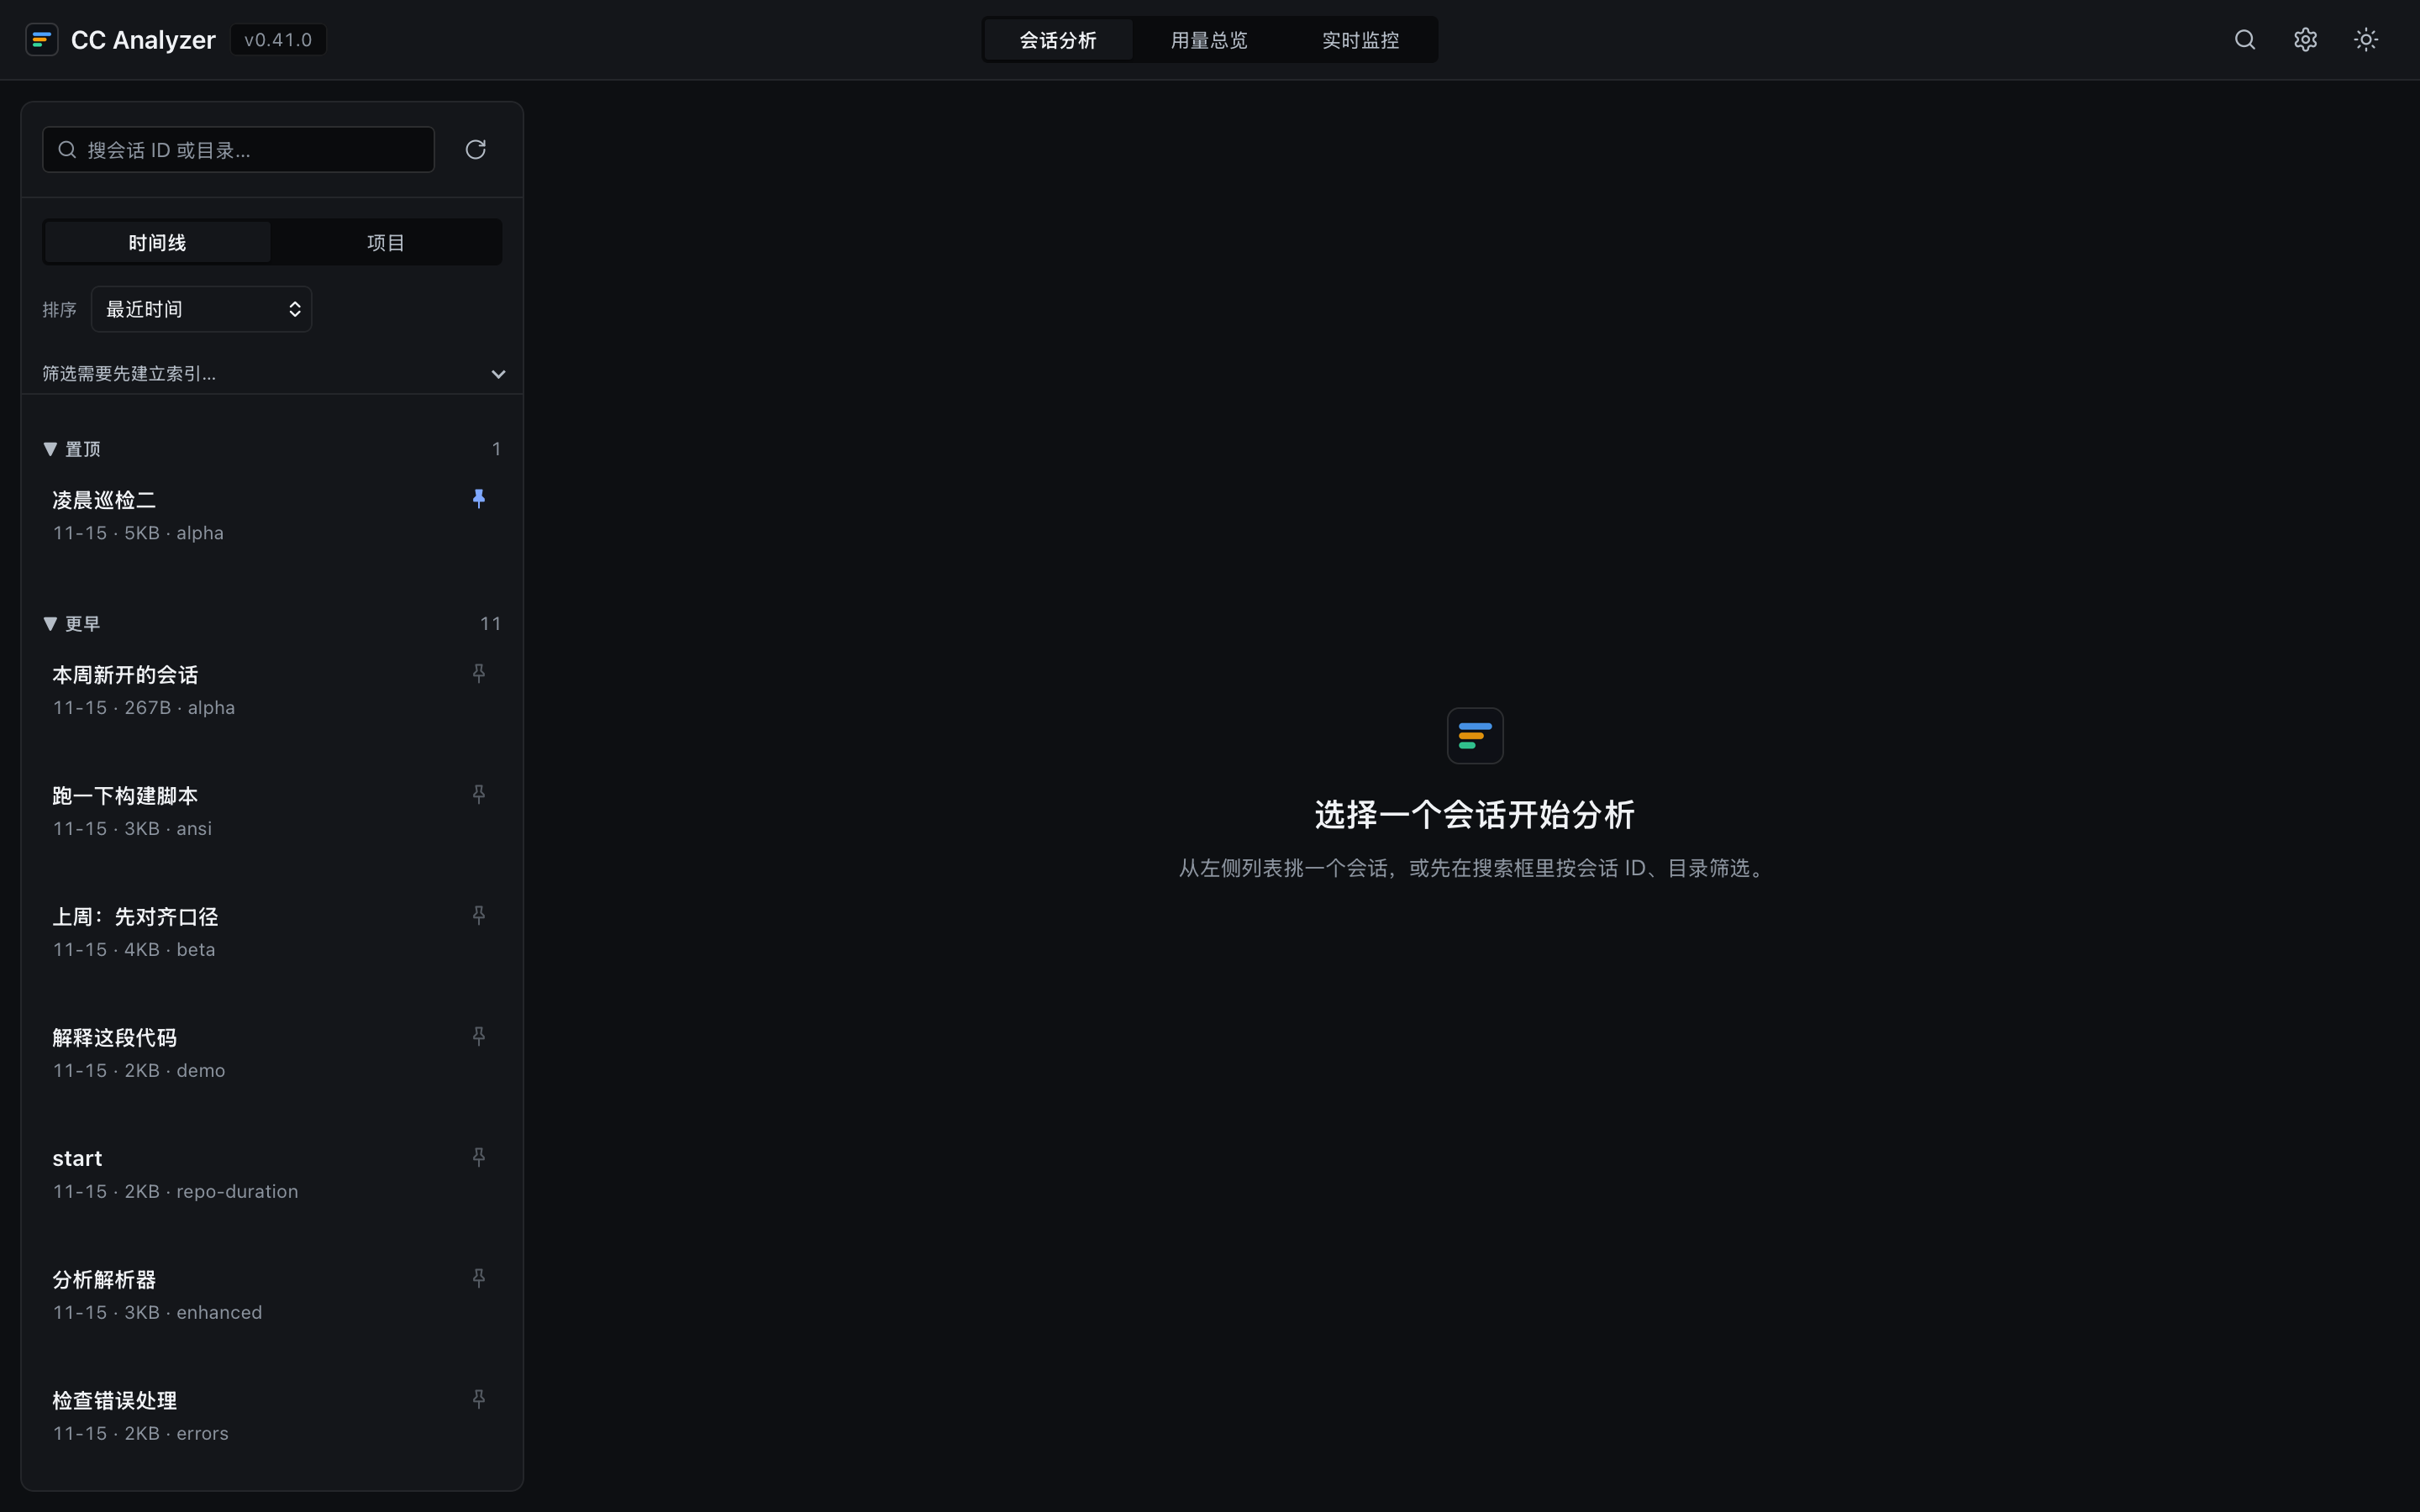 CC Analyzer v0.41.0
会话分析 用量总览 实时监控
搜会话 ID 或目录...
时间线 项目
排序 最近时间
筛选需要先建立索引...
置顶 1
凌晨巡检二
11-15 · 5KB · alpha
更早 11
本周新开的会话
11-15 · 267B · alpha
跑一下构建脚本
11-15 · 3KB · ansi
上周：先对齐口径
11-15 · 4KB · beta
解释这段代码
11-15 · 2KB · demo
start
11-15 · 2KB · repo-duration
分析解析器
11-15 · 3KB · enhanced
检查错误处理
11-15 · 2KB · errors
选择一个会话开始分析
从左侧列表挑一个会话，或先在搜索框里按会话 ID、目录筛选。